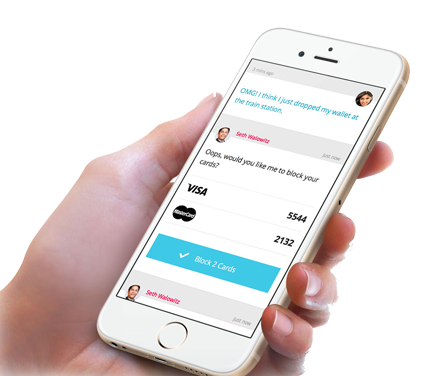 2 mins ago
OMG! I think I just dropped my wallet at
the train station.
Seth Walowitz
just now
Oops, would you like me to block your
cards?
VISA 5544
MasterCard 2132
Block 2 Cards
Seth Walowitz
just now